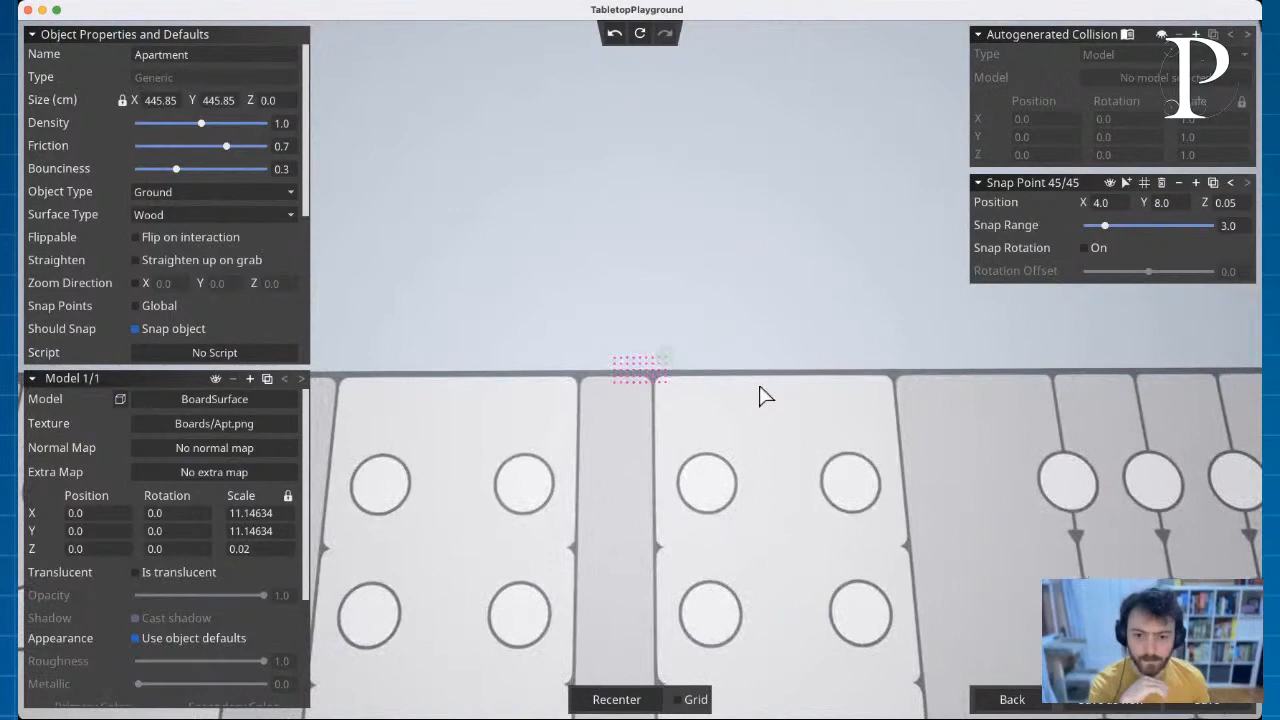 TabletopPlayground
Object Properties and Defaults
Name Apartment
Type Generic
Size (cm) X 445.85 Y 445.85 Z 0.0
Density 1.0
Friction 0.7
Bounciness 0.3
Object Type Ground
Surface Type Wood
Flippable Flip on interaction
Straighten Straighten up on grab
Zoom Direction X 0.0 Y 0.0 Z 0.0
Snap Points Global
Should Snap Snap object
Script No Script
Model 1/1
Model BoardSurface
Texture Boards/Apt.png
Normal Map No normal map
Extra Map No extra map
Position Rotation Scale
X 0.0 0.0 11.14634
Y 0.0 0.0 11.14634
Z 0.0 0.0 0.02
Translucent Is translucent
Opacity 1.0
Shadow Cast shadow
Appearance Use object defaults
Roughness 1.0
Metallic 0.0
Autogenerated Collision
Type Model
Model No model selected
Position Rotation
X 0.0 0.0 1.0
Y 0.0 0.0 1.0
Z 0.0 0.0 1.0
P
Snap Point 45/45
Position X 4.0 Y 8.0 Z 0.05
Snap Range 3.0
Snap Rotation On
Rotation Offset 0.0
Recenter Grid
Back